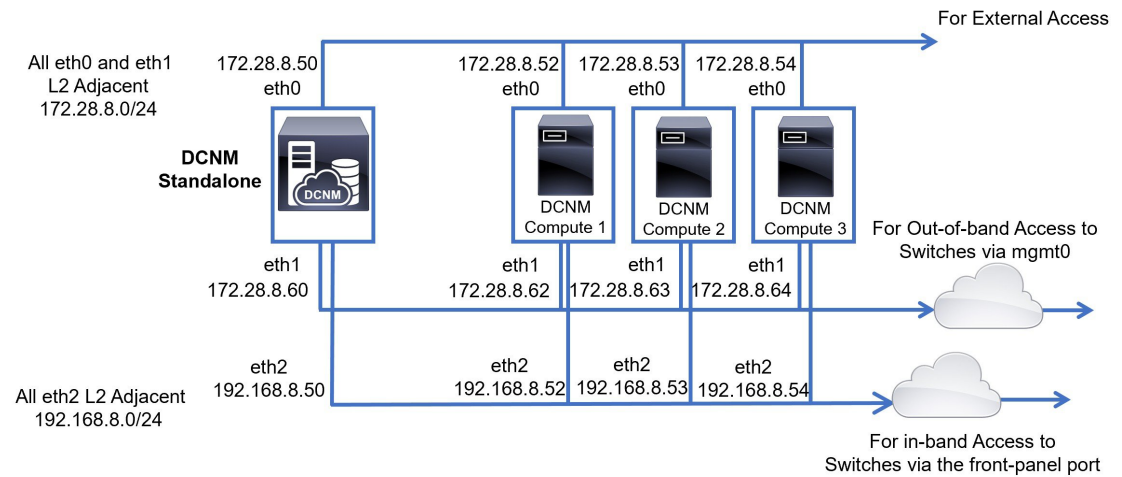 For External Access
All eth0 and eth1
L2 Adjacent
172.28.8.0/24
172.28.8.50
eth0
172.28.8.52
eth0
172.28.8.53
eth0
172.28.8.54
eth0
DCNM
Standalone
DCNM
DCNM
Compute 1
DCNM
Compute 2
DCNM
Compute 3
For Out-of-band Access to
Switches via mgmt0
eth1
172.28.8.60
eth1
172.28.8.62
eth1
172.28.8.63
eth1
172.28.8.64
eth2
192.168.8.50
eth2
192.168.8.52
eth2
192.168.8.53
eth2
192.168.8.54
All eth2 L2 Adjacent
192.168.8.0/24
For in-band Access to
Switches via the front-panel port